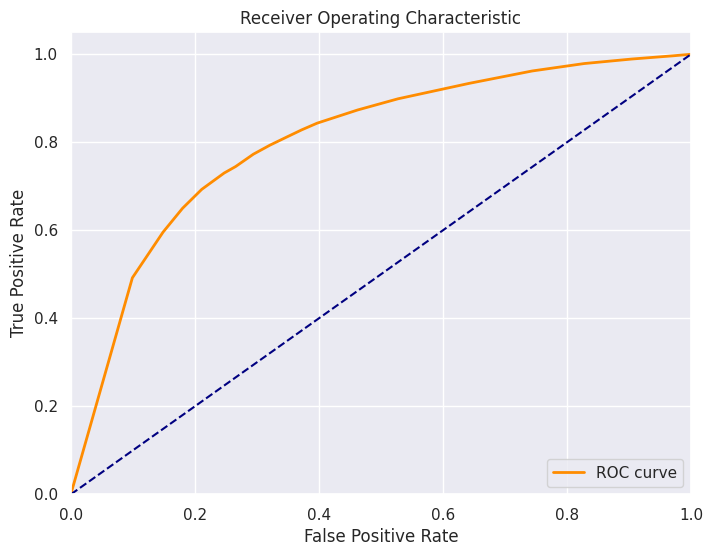 Receiver Operating Characteristic
True Positive Rate
1.0
0.8
0.6
0.4
0.2
0.0
ROC curve
0.0 0.2 0.4 0.6 0.8 1.0
False Positive Rate